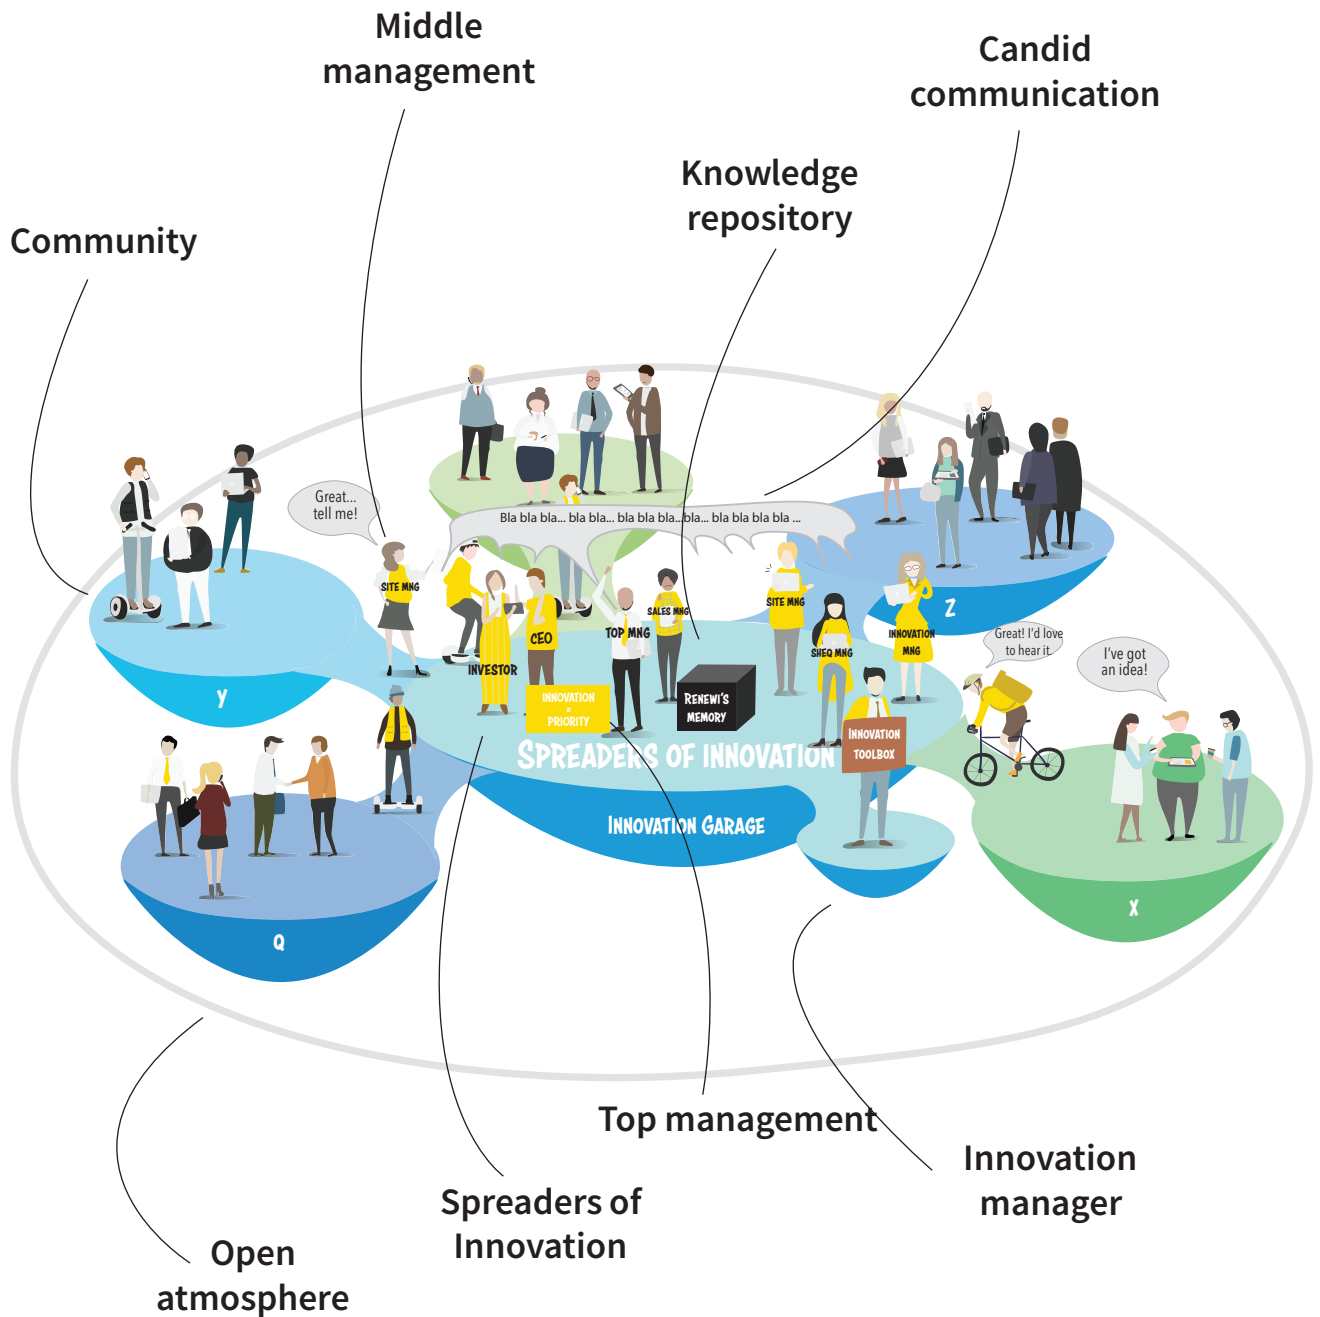 Middle
management
Candid
communication
Knowledge
repository
Community
Great...
tell me!
Bla bla bla... bla bla... bla bla bla...bla... bla bla bla bla ...
SITE MNG
SITE MNG
SALES MNG
CEO
TOP MNG
INVESTOR
SHEQ MNG
INNOVATION
MNG
Z
Great! I'd love
to hear it.
I've got
an idea!
Y
INNOVATION
=
PRIORITY
RENEWI'S
MEMORY
INNOVATION
TOOLBOX
SPREADERS OF INNOVATION
INNOVATION GARAGE
Q
X
Top management
Innovation
manager
Spreaders of
Innovation
Open
atmosphere